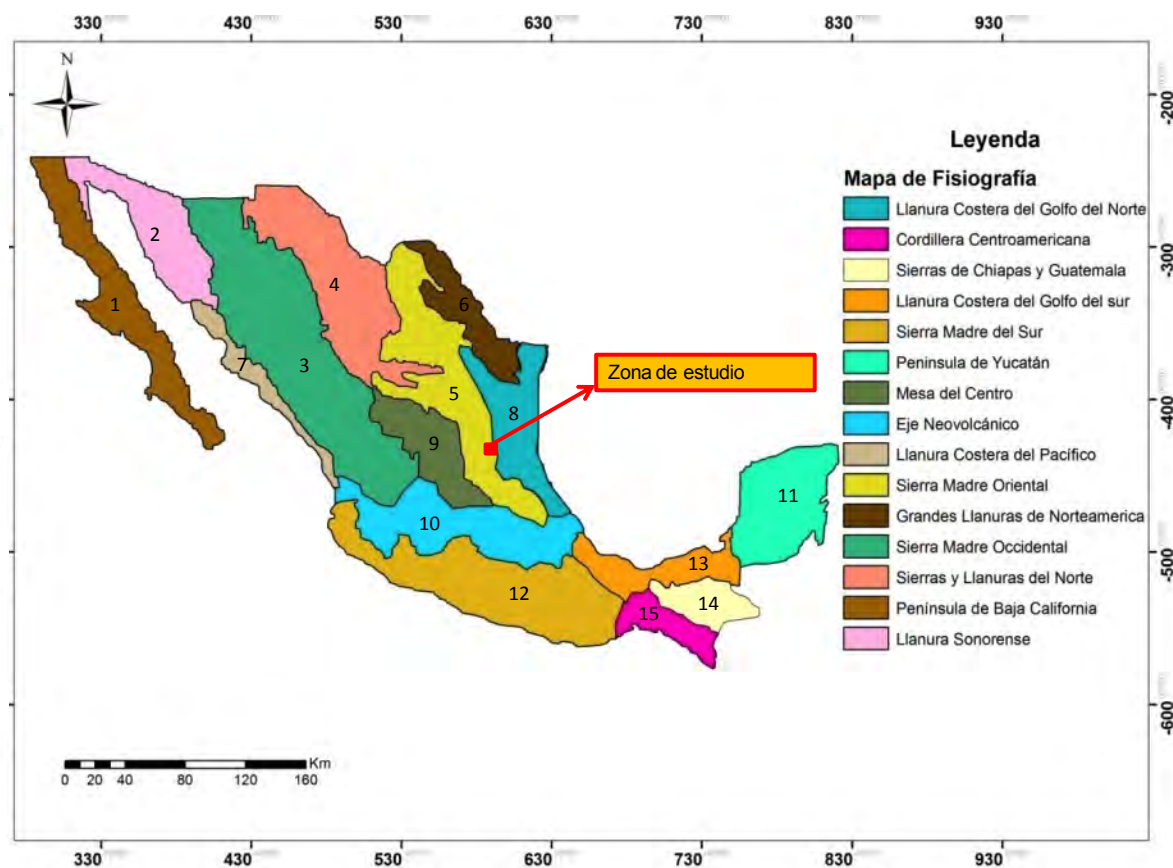 330 430 530 630 730 830 930
N
-200
-300
-400
-500
-600
Leyenda
Mapa de Fisiografía
Llanura Costera del Golfo del Norte
Cordillera Centroamericana
Sierras de Chiapas y Guatemala
Llanura Costera del Golfo del sur
Sierra Madre del Sur
Peninsula de Yucatán
Mesa del Centro
Eje Neovolcánico
Llanura Costera del Pacífico
Sierra Madre Oriental
Grandes Llanuras de Norteamerica
Sierra Madre Occidental
Sierras y Llanuras del Norte
Península de Baja California
Llanura Sonorense
Zona de estudio
1
2
3
4
5
6
7
8
9
10
11
12
13
14
15
Km
0 20 40 80 120 160
330 430 530 630 730 830 930